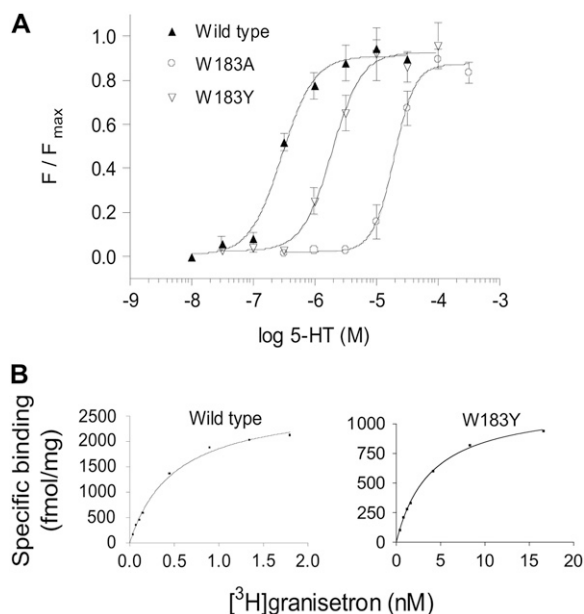 A
Wild type
W183A
W183Y
F / Fmax
1.0
0.8
0.6
0.4
0.2
0.0
-9 -8 -7 -6 -5 -4 -3
log 5-HT (M)
B
Specific binding
(fmol/mg)
Wild type
2500
2000
1500
1000
500
0
0.0 0.5 1.0 1.5 2.0
W183Y
1000
750
500
250
0
0 5 10 15 20
[³H]granisetron (nM)